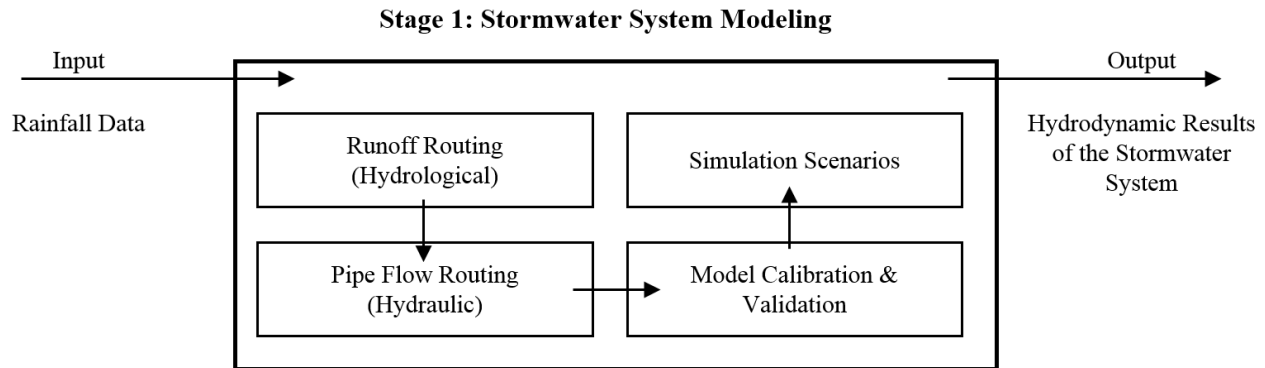 Stage 1: Stormwater System Modeling
Input
Rainfall Data
Runoff Routing
(Hydrological)
Pipe Flow Routing
(Hydraulic)
Simulation Scenarios
Model Calibration &
Validation
Output
Hydrodynamic Results
of the Stormwater
System